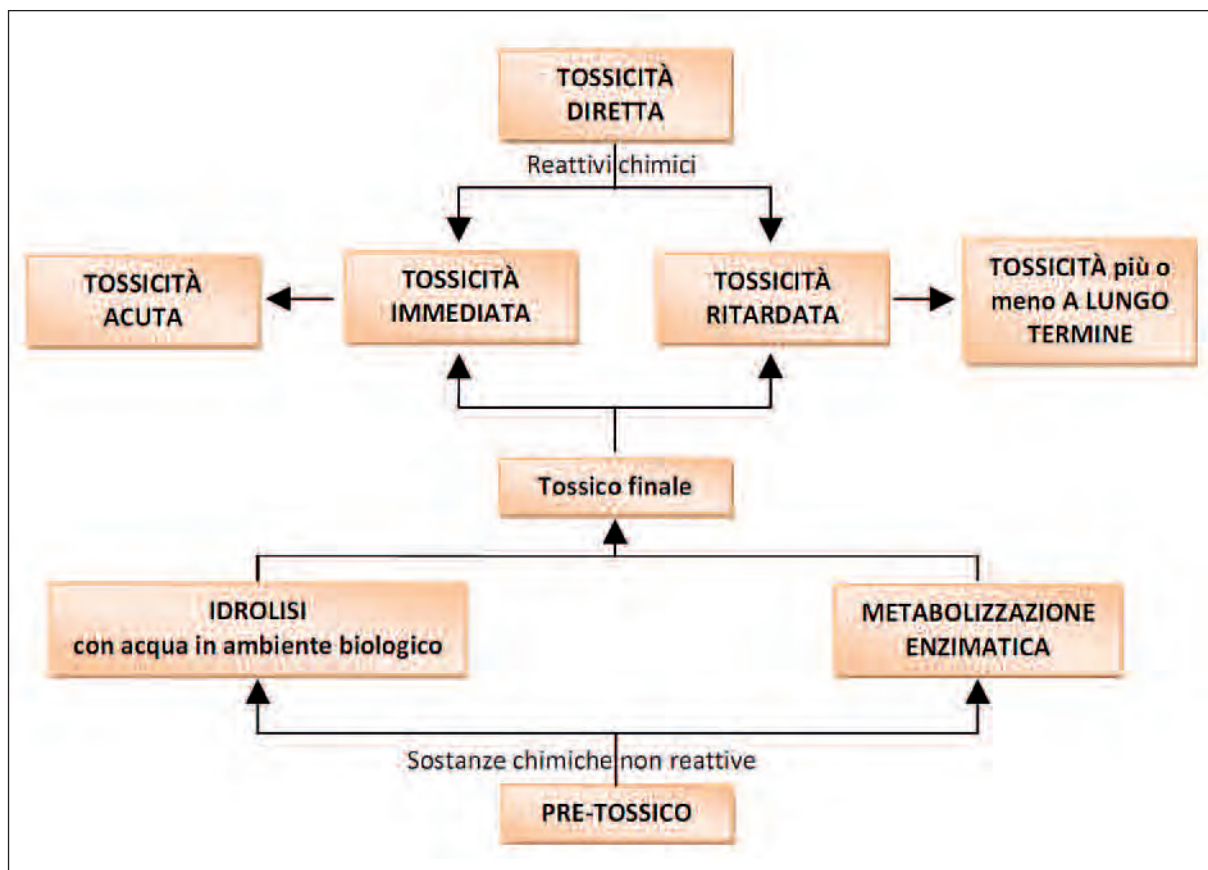 TOSSICITÀ
DIRETTA
Reattivi chimici
TOSSICITÀ
ACUTA
TOSSICITÀ
IMMEDIATA
TOSSICITÀ
RITARDATA
TOSSICITÀ più o
meno A LUNGO
TERMINE
Tossico finale
IDROLISI
con acqua in ambiente biologico
METABOLIZZAZIONE
ENZIMATICA
Sostanze chimiche non reattive
PRE-TOSSICO